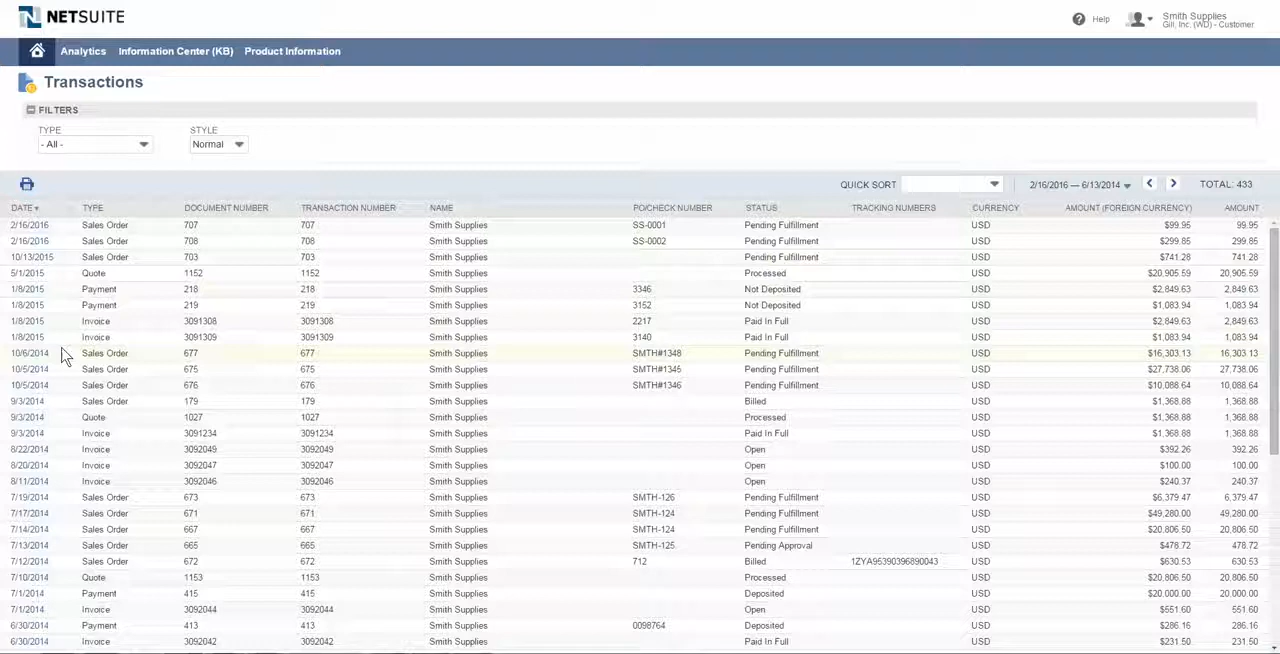 NETSUITE
Help
Smith Supplies
Gill, Inc. (WD) - Customer
Analytics Information Center (KB) Product Information
Transactions
FILTERS
TYPE STYLE
- All - Normal
QUICK SORT 2/16/2016 — 6/13/2014 TOTAL: 433
DATE TYPE DOCUMENT NUMBER TRANSACTION NUMBER NAME PO/CHECK NUMBER STATUS TRACKING NUMBERS CURRENCY AMOUNT (FOREIGN CURRENCY) AMOUNT
2/16/2016 Sales Order 707 707 Smith Supplies SS-0001 Pending Fulfillment USD $99.95 99.95
2/16/2016 Sales Order 708 708 Smith Supplies SS-0002 Pending Fulfillment USD $299.85 299.85
10/13/2015 Sales Order 703 703 Smith Supplies Pending Fulfillment USD $741.28 741.28
5/1/2015 Quote 1152 1152 Smith Supplies Processed USD $20,905.59 20,905.59
1/8/2015 Payment 218 218 Smith Supplies 3346 Not Deposited USD $2,849.63 2,849.63
1/8/2015 Payment 219 219 Smith Supplies 3152 Not Deposited USD $1,083.94 1,083.94
1/8/2015 Invoice 3091308 3091308 Smith Supplies 2217 Paid In Full USD $2,849.63 2,849.63
1/8/2015 Invoice 3091309 3091309 Smith Supplies 3140 Paid In Full USD $1,083.94 1,083.94
10/6/2014 Sales Order 677 677 Smith Supplies SMTH#1348 Pending Fulfillment USD $16,303.13 16,303.13
10/5/2014 Sales Order 675 675 Smith Supplies SMTH#1345 Pending Fulfillment USD $27,738.06 27,738.06
10/5/2014 Sales Order 676 676 Smith Supplies SMTH#1346 Pending Fulfillment USD $10,088.64 10,088.64
9/3/2014 Sales Order 179 179 Smith Supplies Billed USD $1,368.88 1,368.88
9/3/2014 Quote 1027 1027 Smith Supplies Processed USD $1,368.88 1,368.88
9/3/2014 Invoice 3091234 3091234 Smith Supplies Paid In Full USD $1,368.88 1,368.88
8/22/2014 Invoice 3092049 3092049 Smith Supplies Open USD $392.26 392.26
8/20/2014 Invoice 3092047 3092047 Smith Supplies Open USD $100.00 100.00
8/11/2014 Invoice 3092046 3092046 Smith Supplies Open USD $240.37 240.37
7/19/2014 Sales Order 673 673 Smith Supplies SMTH-126 Pending Fulfillment USD $6,379.47 6,379.47
7/17/2014 Sales Order 671 671 Smith Supplies SMTH-124 Pending Fulfillment USD $49,280.00 49,280.00
7/14/2014 Sales Order 667 667 Smith Supplies SMTH-124 Pending Fulfillment USD $20,806.50 20,806.50
7/13/2014 Sales Order 665 665 Smith Supplies SMTH-125 Pending Approval USD $478.72 478.72
7/12/2014 Sales Order 672 672 Smith Supplies 712 Billed 1ZYA95390396890043 USD $630.53 630.53
7/10/2014 Quote 1153 1153 Smith Supplies Processed USD $20,806.50 20,806.50
7/1/2014 Payment 415 415 Smith Supplies Deposited USD $20,000.00 20,000.00
7/1/2014 Invoice 3092044 3092044 Smith Supplies Open USD $551.60 551.60
6/30/2014 Payment 413 413 Smith Supplies 0098764 Deposited USD $286.16 286.16
6/30/2014 Invoice 3092042 3092042 Smith Supplies Paid In Full USD $231.50 231.50